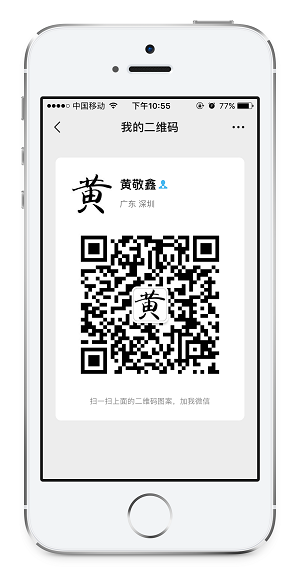 中国移动 下午10:55 77%
我的二维码
黄
黄敬鑫
广东 深圳
黄
扫一扫上面的二维码图案，加我微信